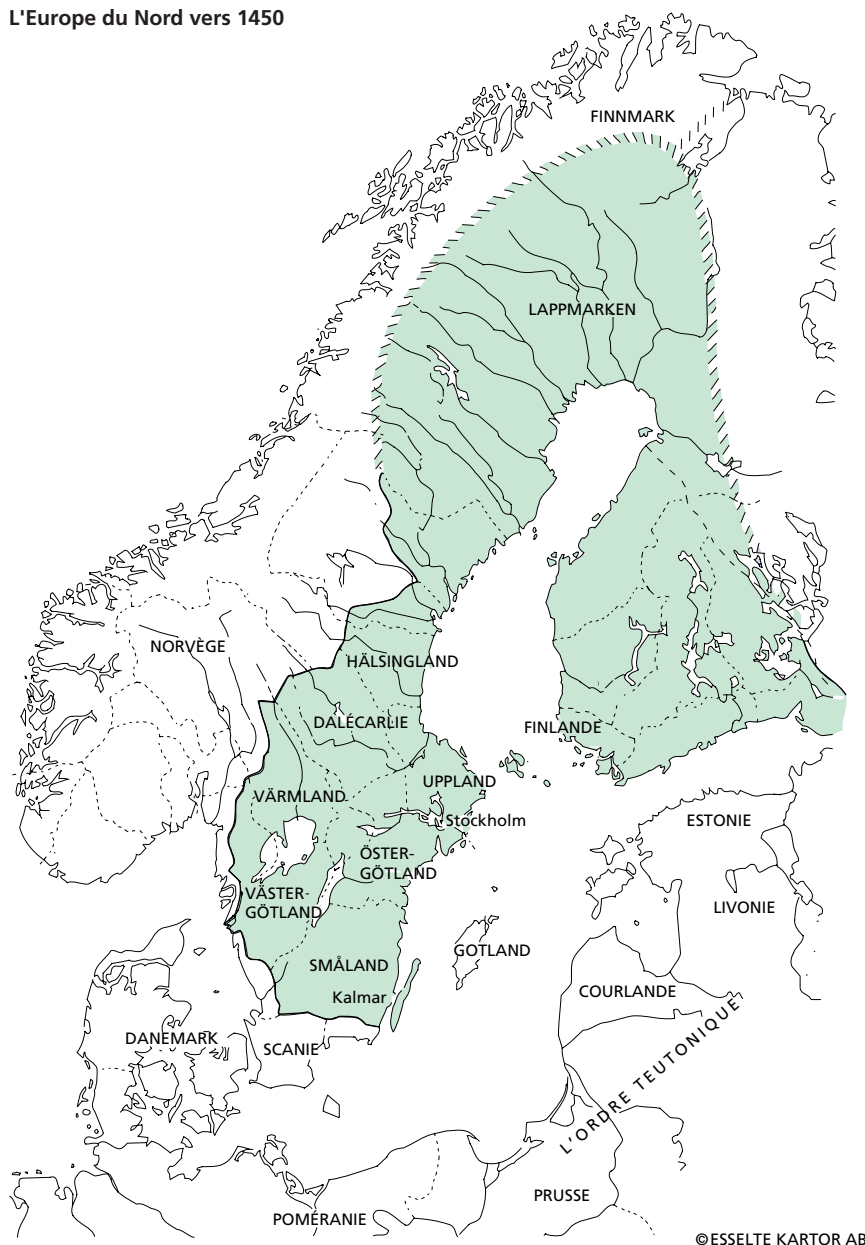 L'Europe du Nord vers 1450
FINNMARK
LAPPMARKEN
NORVÈGE
HÄLSINGLAND
DALÉCARLIE
FINLANDE
UPPLAND
VÄRMLAND
Stockholm
ESTONIE
ÖSTER-
GÖTLAND
VÄSTER-
GÖTLAND
LIVONIE
GOTLAND
SMÅLAND
Kalmar
COURLANDE
DANEMARK
SCANIE
L'ORDRE TEUTONIQUE
PRUSSE
POMÉRANIE
©ESSELTE KARTOR AB